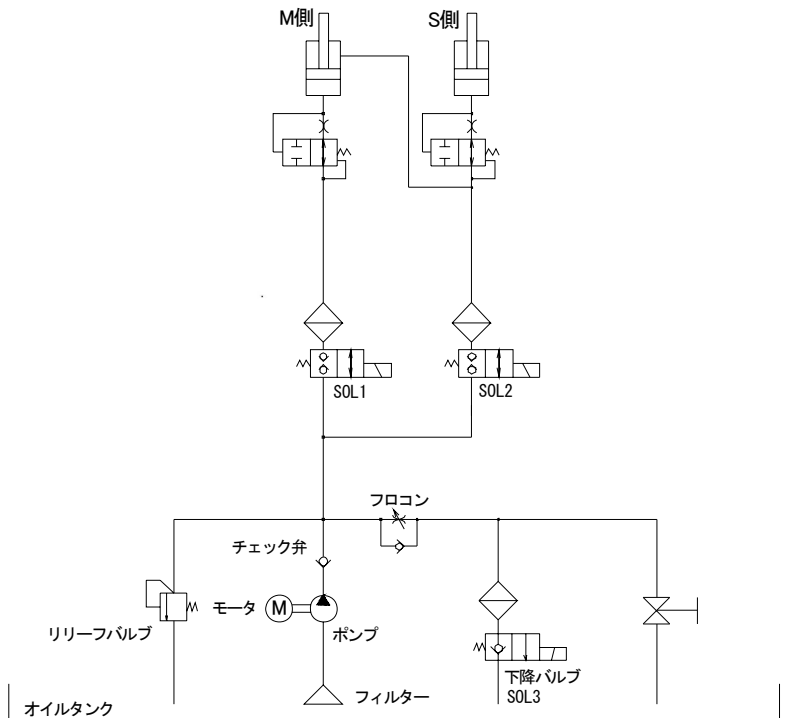 M側
S側
SOL1
SOL2
フロコン
チェック弁
モータ
M
リリーフバルブ
ポンプ
下降バルブ
SOL3
フィルター
オイルタンク